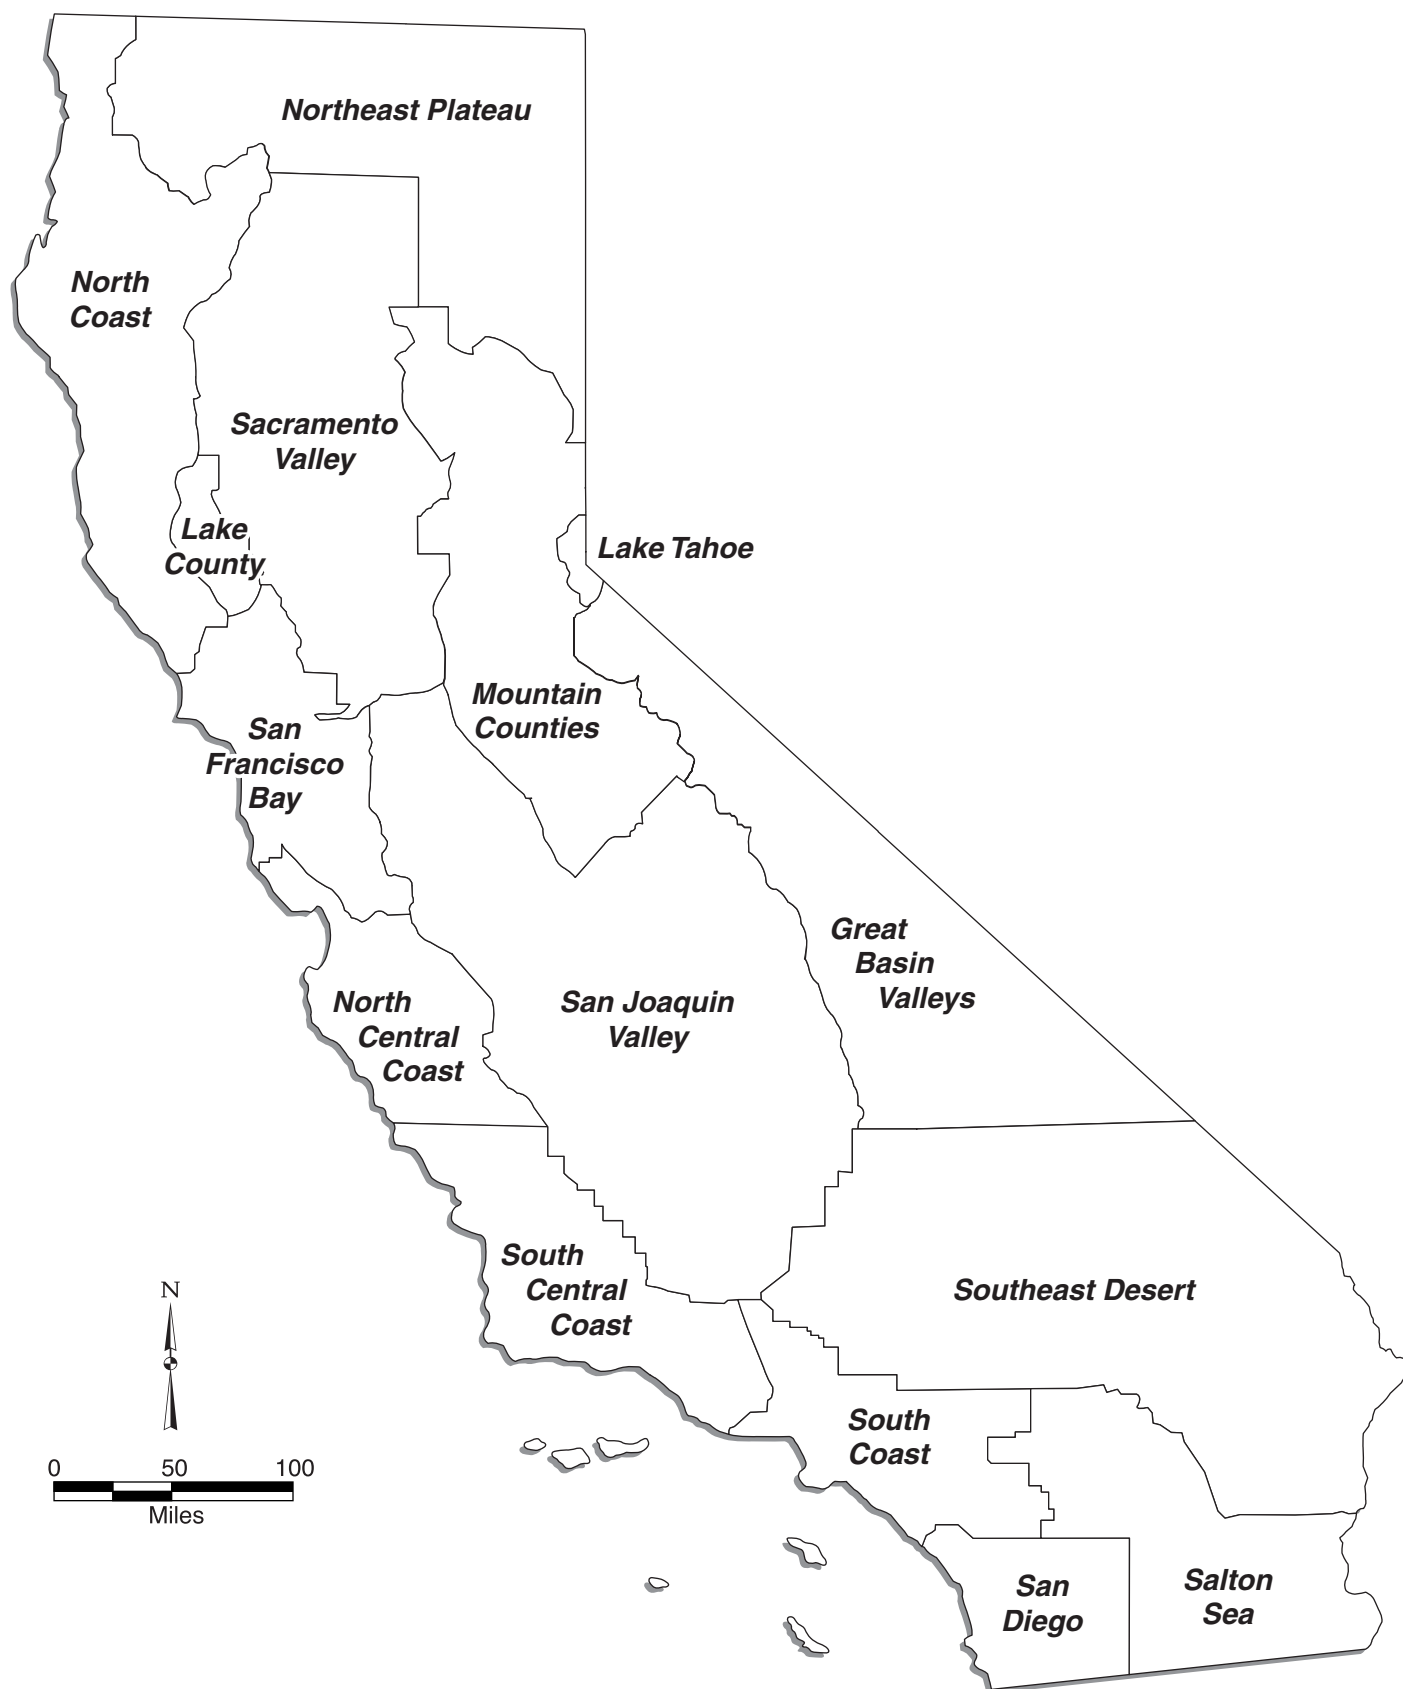 Northeast Plateau
North
Coast
Sacramento
Valley
Lake
County
Lake Tahoe
Mountain
Counties
San
Francisco
Bay
Great
Basin
Valleys
North
Central
Coast
San Joaquin
Valley
South
Central
Coast
Southeast Desert
N
South
Coast
0 50 100
Miles
San
Diego
Salton
Sea